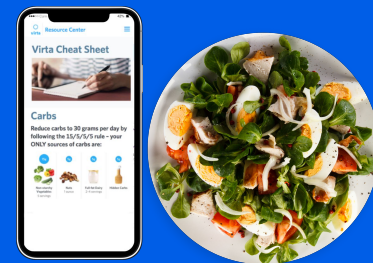 42%
virta
Resource Center
Virta Cheat Sheet
Carbs
Reduce carbs to 30 grams per day by
following the 15/5/5/5 rule – your
ONLY sources of carbs are:
Non-starchy
Vegetables
Nuts
Full-fat Dairy
Hidden Carbs